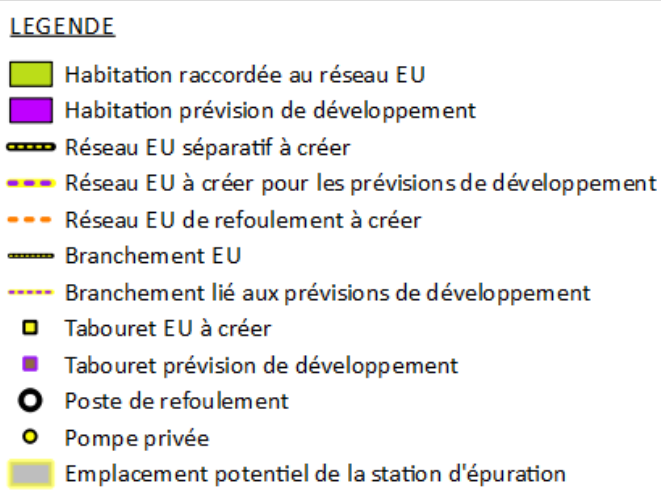 LEGENDE
Habitation raccordée au réseau EU
Habitation prévision de développement
Réseau EU séparatif à créer
Réseau EU à créer pour les prévisions de développement
Réseau EU de refoulement à créer
Branchement EU
Branchement lié aux prévisions de développement
Tabouret EU à créer
Tabouret prévision de développement
Poste de refoulement
Pompe privée
Emplacement potentiel de la station d'épuration